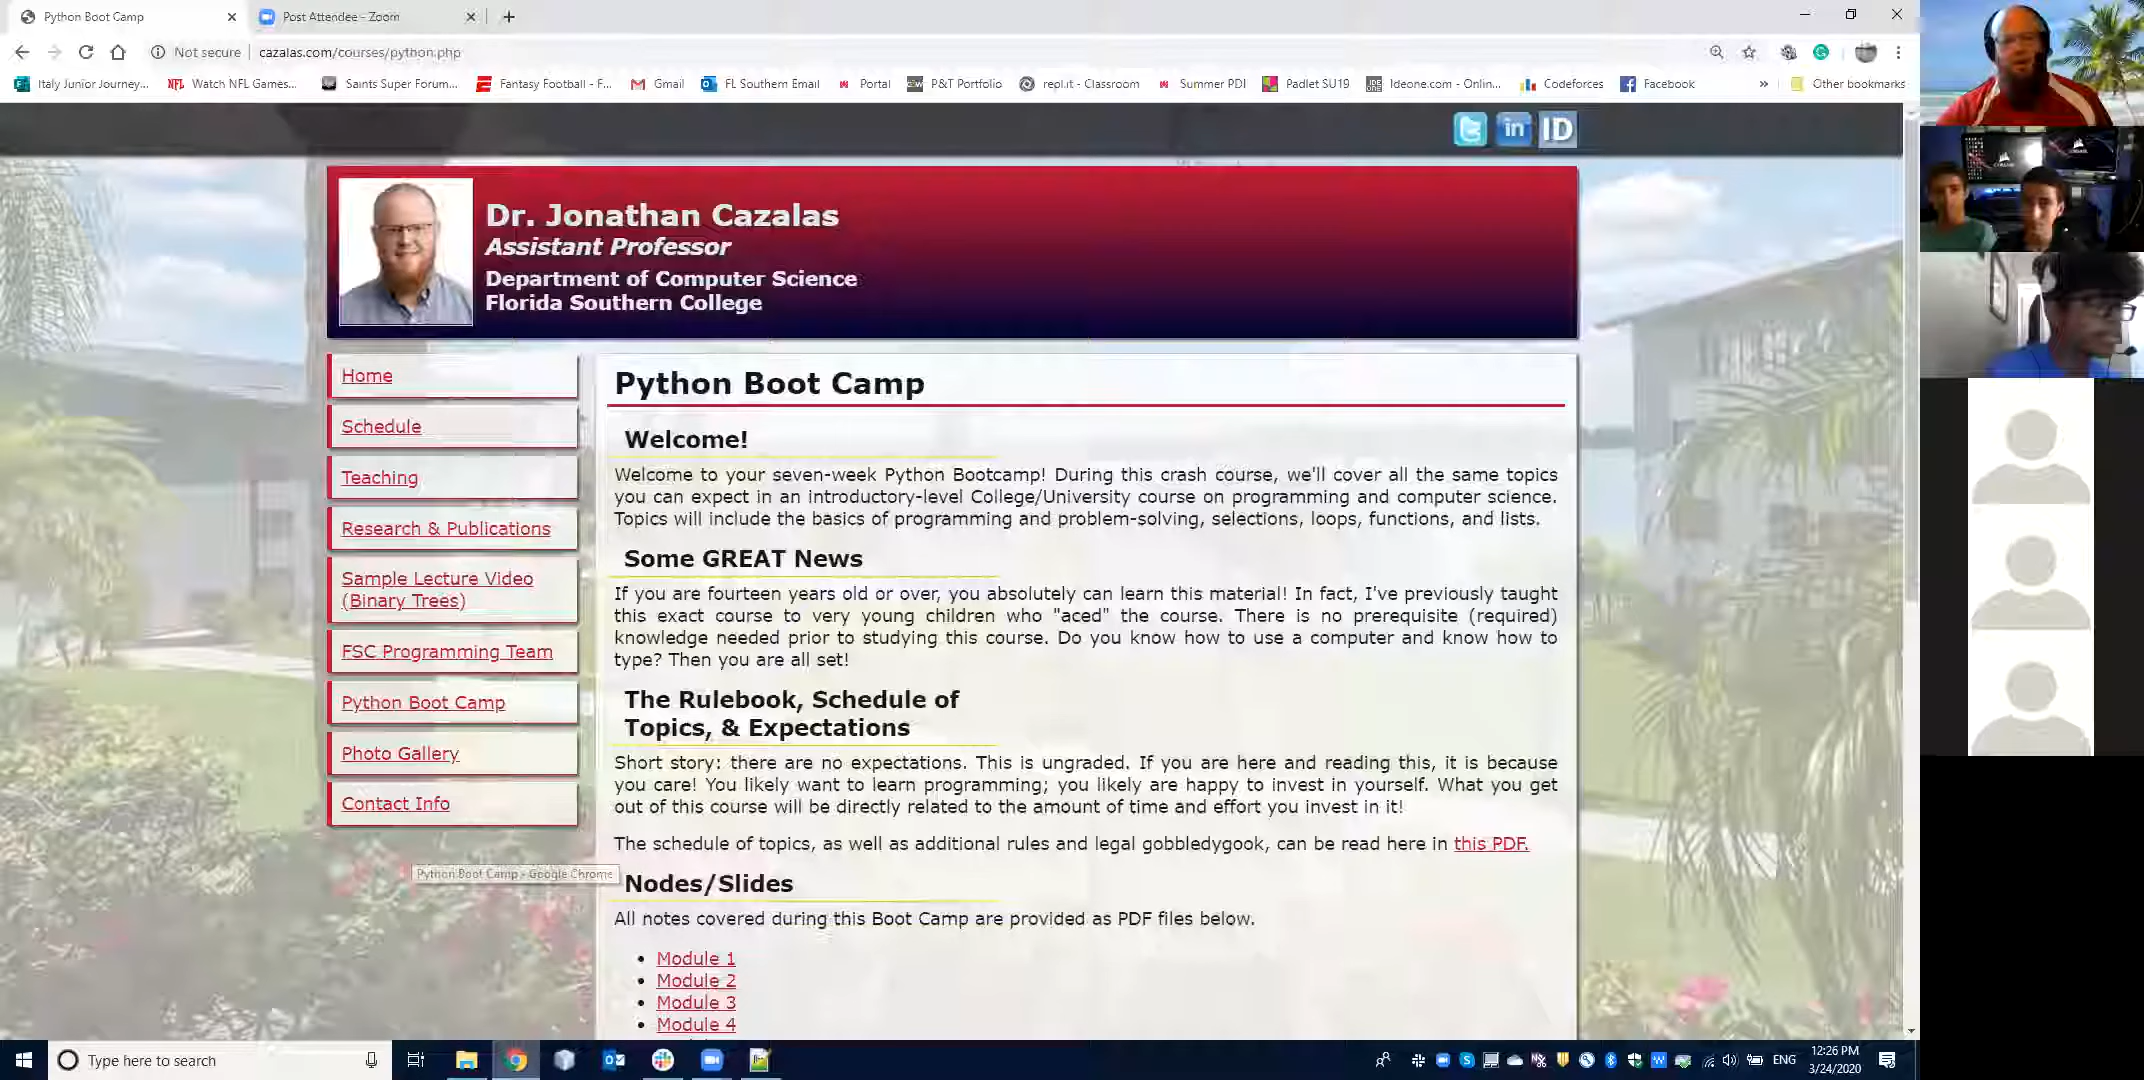 Python Boot Camp
Post Attendee - Zoom
Not secure
cazalas.com/courses/python.php
Italy Junior Journey...
Watch NFL Games...
Saints Super Forum...
Fantasy Football - F...
Gmail
FL Southern Email
Portal
P&T Portfolio
repl.it - Classroom
Summer PDI
Padlet SU19
Ideone.com - Onlin...
Codeforces
Facebook
Other bookmarks
in
ID
Dr. Jonathan Cazalas
Assistant Professor
Department of Computer Science
Florida Southern College
Home
Schedule
Teaching
Research & Publications
Sample Lecture Video
(Binary Trees)
FSC Programming Team
Python Boot Camp
Photo Gallery
Contact Info
Python Boot Camp - Google Chrome
Python Boot Camp
Welcome!
Welcome to your seven-week Python Bootcamp! During this crash course, we'll cover all the same topics
you can expect in an introductory-level College/University course on programming and computer science.
Topics will include the basics of programming and problem-solving, selections, loops, functions, and lists.
Some GREAT News
If you are fourteen years old or over, you absolutely can learn this material! In fact, I've previously taught
this exact course to very young children who "aced" the course. There is no prerequisite (required)
knowledge needed prior to studying this course. Do you know how to use a computer and know how to
type? Then you are all set!
The Rulebook, Schedule of
Topics, & Expectations
Short story: there are no expectations. This is ungraded. If you are here and reading this, it is because
you care! You likely want to learn programming; you likely are happy to invest in yourself. What you get
out of this course will be directly related to the amount of time and effort you invest in it!
The schedule of topics, as well as additional rules and legal gobbledygook, can be read here in this PDF.
Nodes/Slides
All notes covered during this Boot Camp are provided as PDF files below.
Module 1
Module 2
Module 3
Module 4
Type here to search
ENG
12:26 PM
3/24/2020